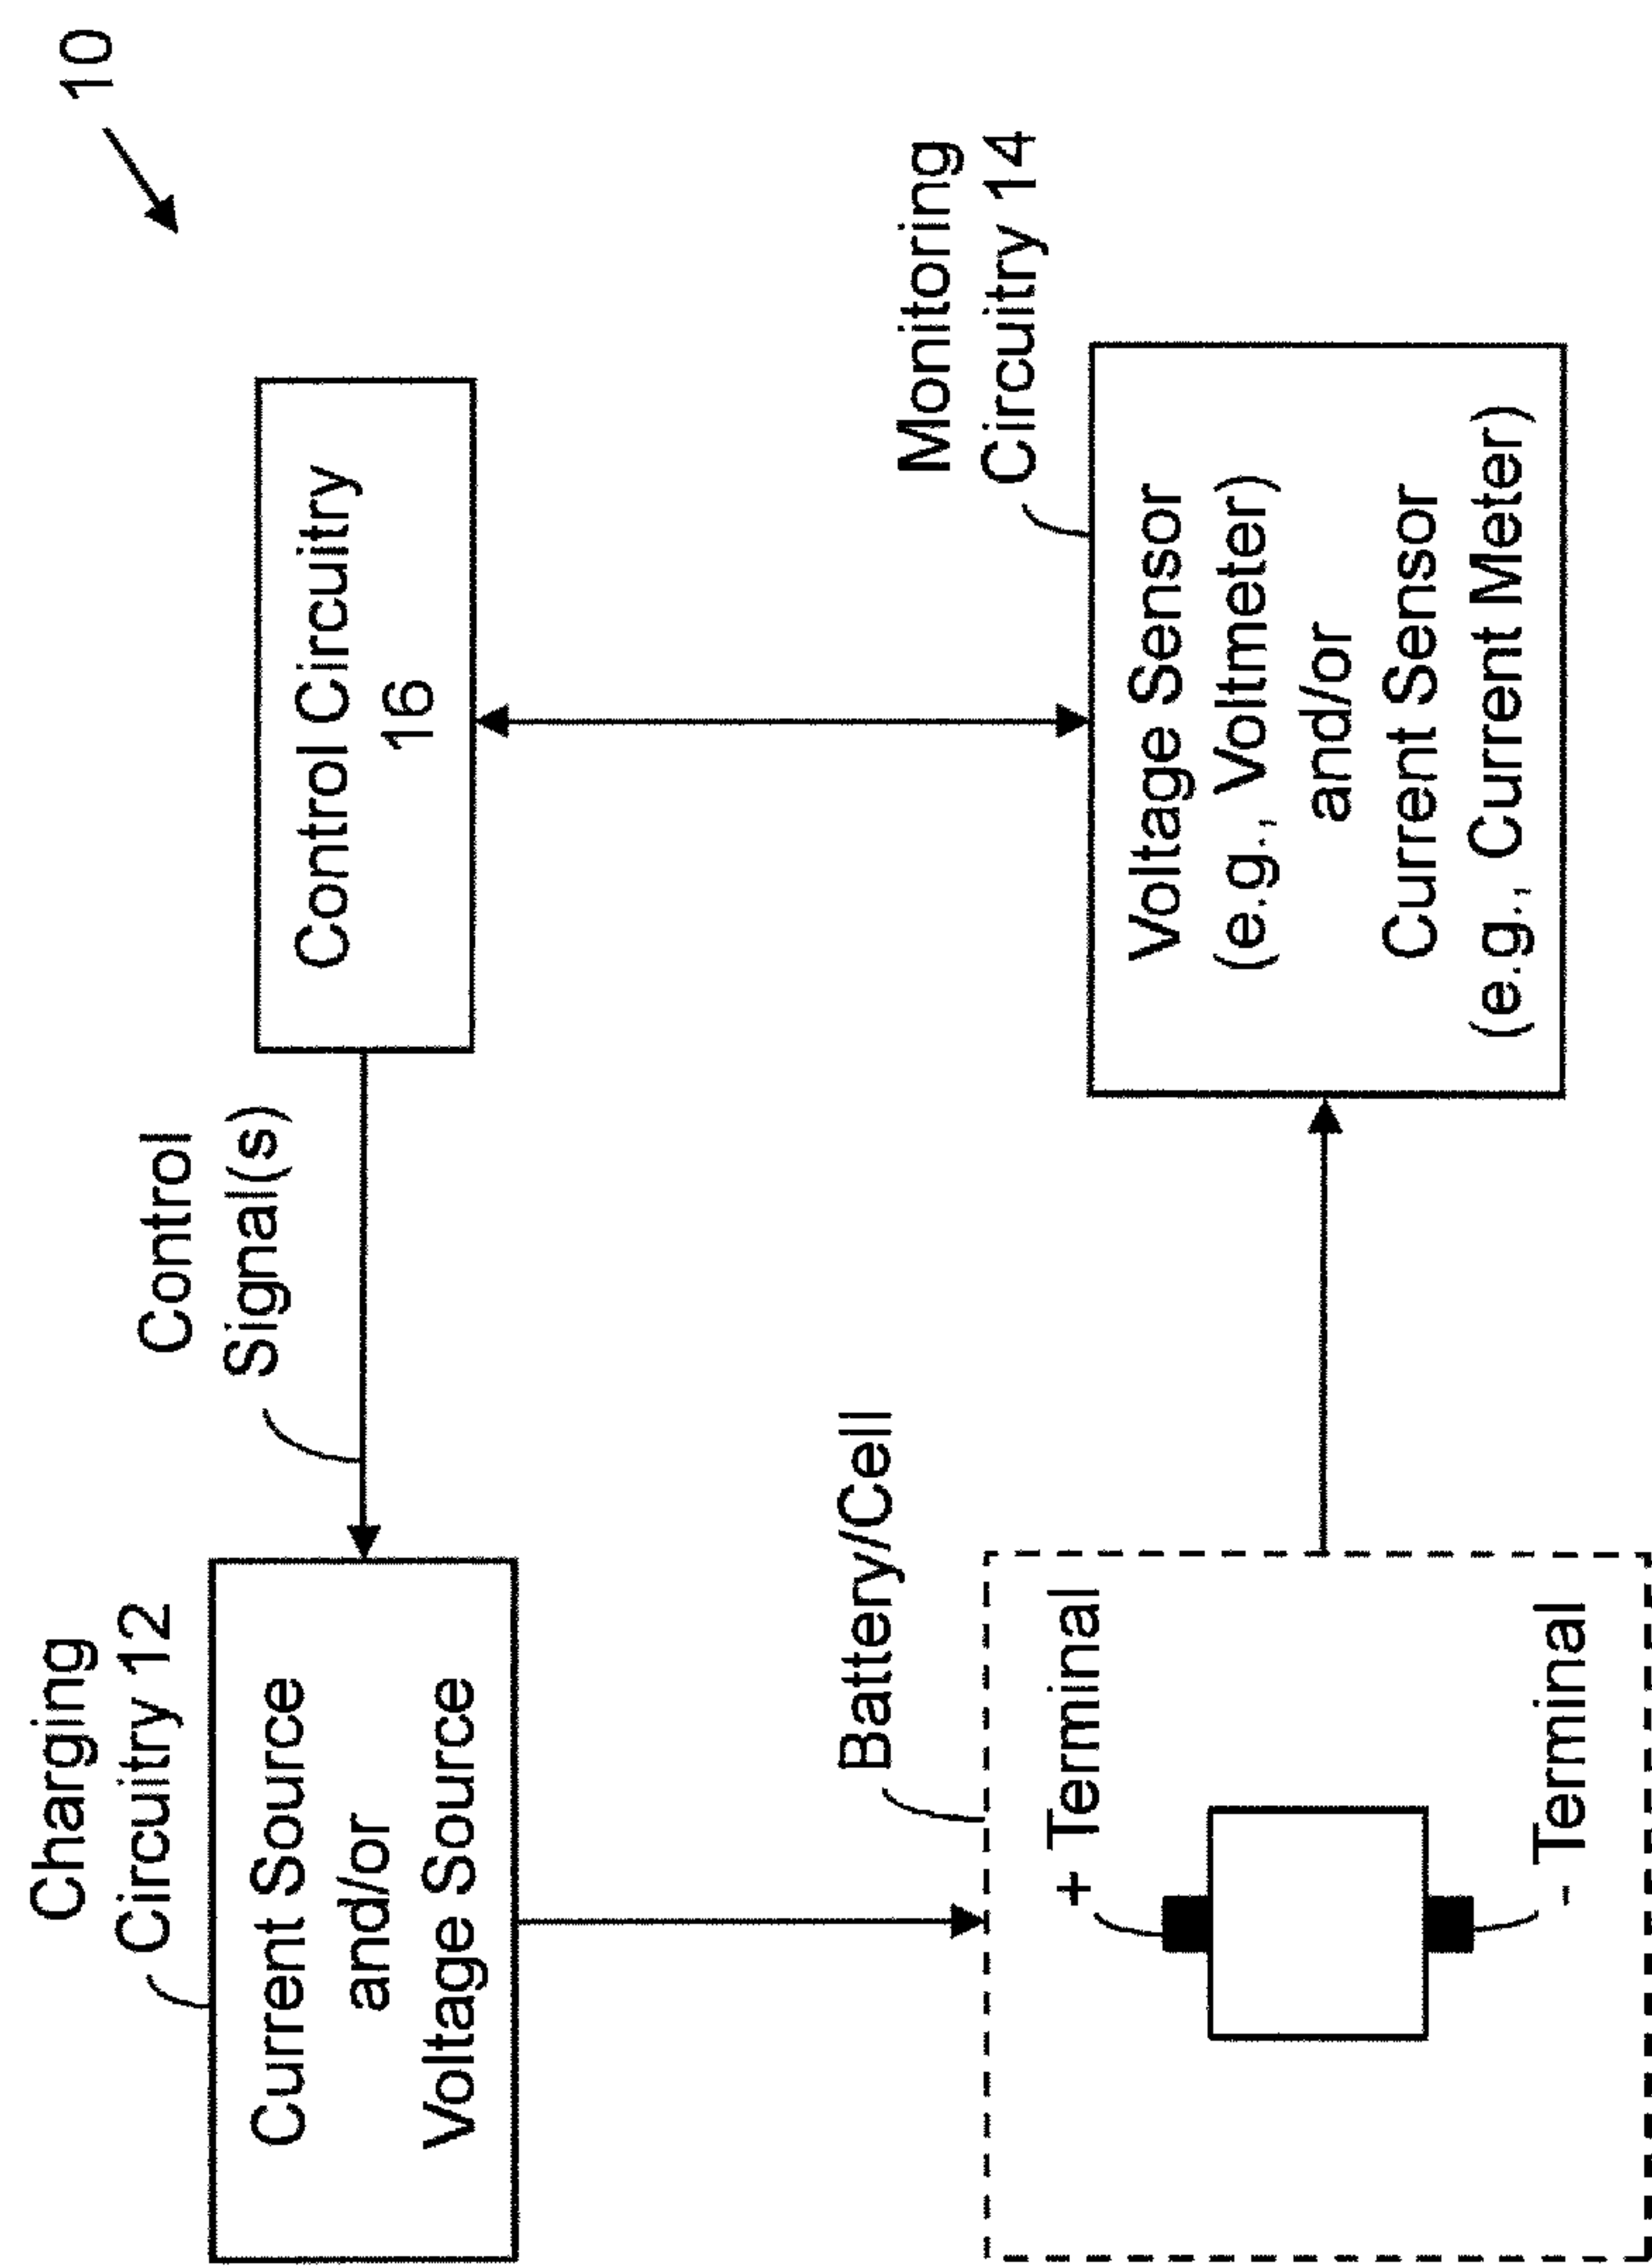 10
Charging
Circuitry 12
Current Source
and/or
Voltage Source
Control
Signal(s)
Control Circuitry
16
Battery/Cell
+ Terminal
- Terminal
Monitoring
Circuitry 14
Voltage Sensor
(e.g., Voltmeter)
and/or
Current Sensor
(e.g., Current Meter)